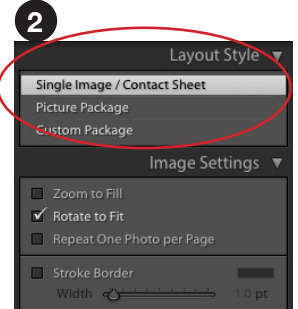 2
Layout Style
Single Image / Contact Sheet
Picture Package
Custom Package
Image Settings
Zoom to Fill
Rotate to Fit
Repeat One Photo per Page
Stroke Border
Width 1.0 pt